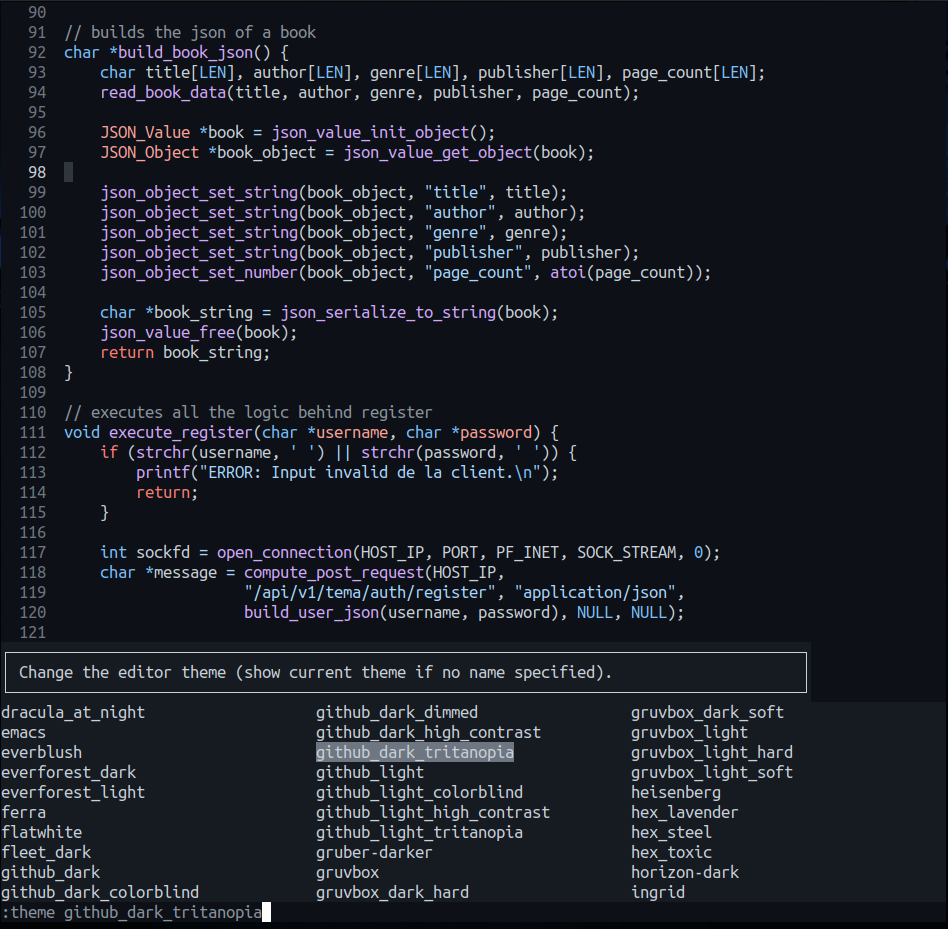 90
91 // builds the json of a book
92 char *build_book_json() {
93     char title[LEN], author[LEN], genre[LEN], publisher[LEN], page_count[LEN];
94     read_book_data(title, author, genre, publisher, page_count);
95
96     JSON_Value *book = json_value_init_object();
97     JSON_Object *book_object = json_value_get_object(book);
98
99     json_object_set_string(book_object, "title", title);
100     json_object_set_string(book_object, "author", author);
101     json_object_set_string(book_object, "genre", genre);
102     json_object_set_string(book_object, "publisher", publisher);
103     json_object_set_number(book_object, "page_count", atoi(page_count));
104
105     char *book_string = json_serialize_to_string(book);
106     json_value_free(book);
107     return book_string;
108 }
109
110 // executes all the logic behind register
111 void execute_register(char *username, char *password) {
112     if (strchr(username, ' ') || strchr(password, ' ')) {
113         printf("ERROR: Input invalid de la client.\n");
114         return;
115     }
116
117     int sockfd = open_connection(HOST_IP, PORT, PF_INET, SOCK_STREAM, 0);
118     char *message = compute_post_request(HOST_IP,
119                     "/api/v1/tema/auth/register", "application/json",
120                     build_user_json(username, password), NULL, NULL);
121
Change the editor theme (show current theme if no name specified).
dracula_at_night github_dark_dimmed gruvbox_dark_soft
emacs github_dark_high_contrast gruvbox_light
everblush github_dark_tritanopia gruvbox_light_hard
everforest_dark github_light gruvbox_light_soft
everforest_light github_light_colorblind heisenberg
ferra github_light_high_contrast hex_lavender
flatwhite github_light_tritanopia hex_steel
fleet_dark gruber-darker hex_toxic
github_dark gruvbox horizon-dark
github_dark_colorblind gruvbox_dark_hard ingrid
:theme github_dark_tritanopia